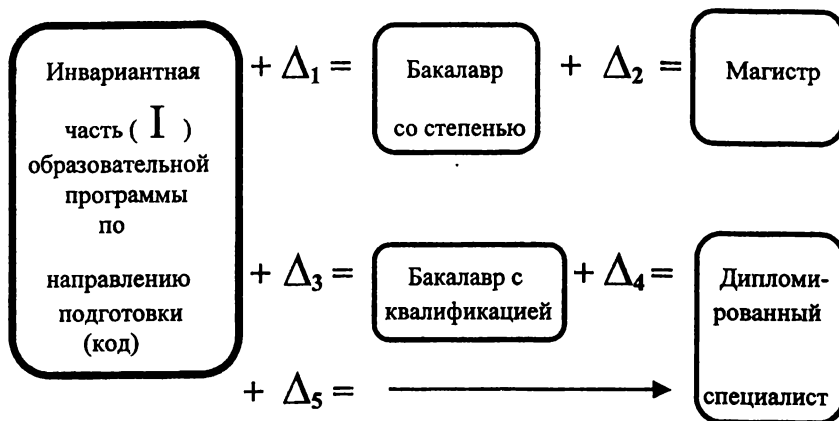 Инвариантная
часть ( I )
образовательной
программы
по
направлению
подготовки
(код)
+ Δ₁ =
Бакалавр
со степенью
+ Δ₂ =
Магистр
+ Δ₃ =
Бакалавр с
квалификацией
+ Δ₄ =
Дипломи-
рованный
специалист
+ Δ₅ =